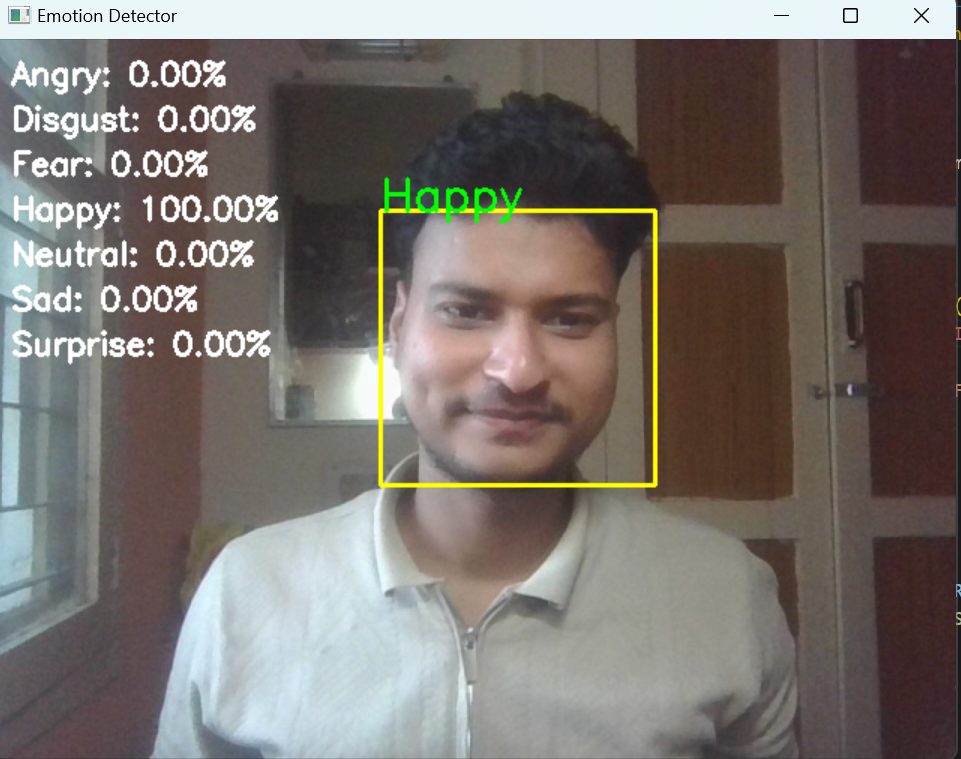 Emotion Detector
Angry: 0.00%
Disgust: 0.00%
Fear: 0.00%
Happy: 100.00%
Neutral: 0.00%
Sad: 0.00%
Surprise: 0.00%
Happy